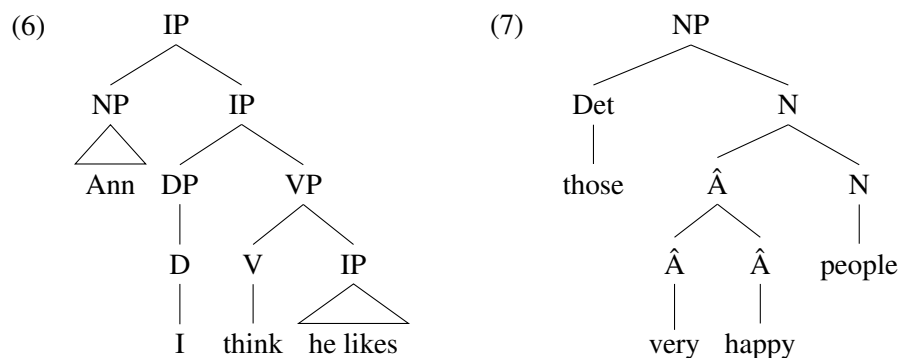 (6) IP (7) NP
NP IP Det N
Ann DP VP those Â N
D V IP Â Â people
I think he likes very happy